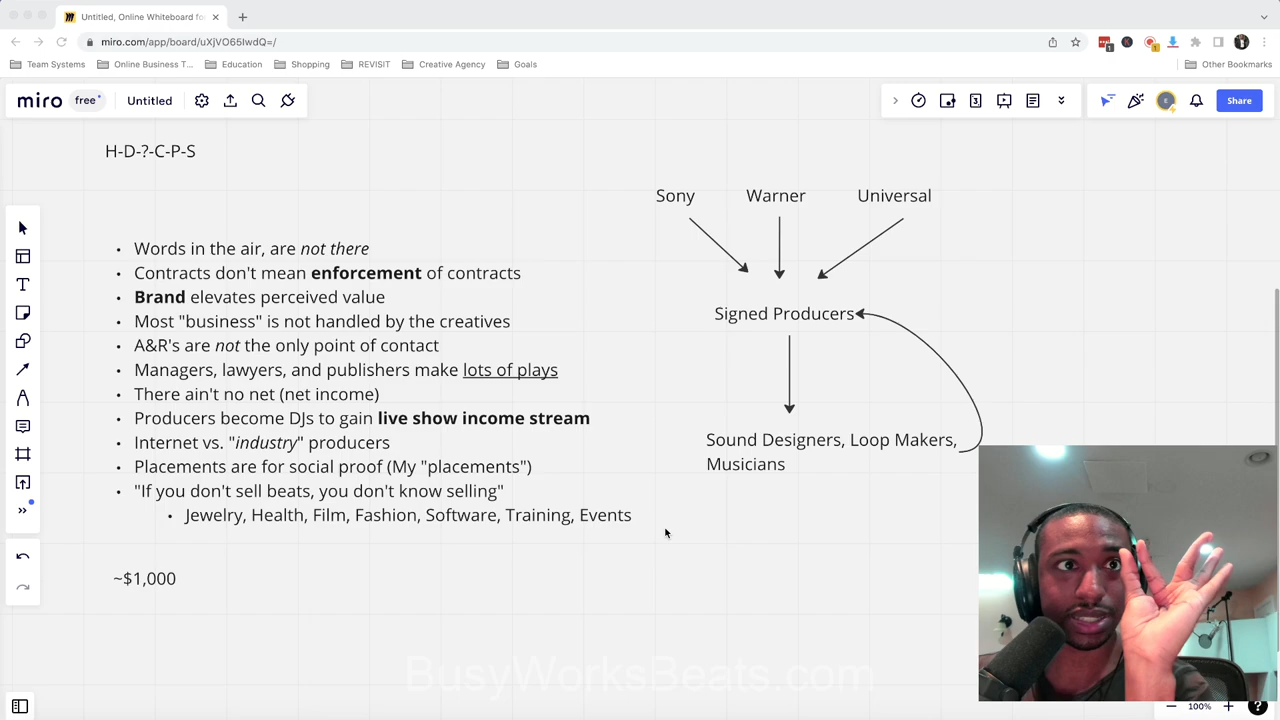 Untitled, Online Whiteboard for
miro.com/app/board/uXjVO65IwdQ=/
Team Systems
Online Business T...
Education
Shopping
REVISIT
Creative Agency
Goals
Other Bookmarks
miro
free
Untitled
3
E
Share
H-D-?-C-P-S
Sony
Warner
Universal
• Words in the air, are not there
• Contracts don't mean enforcement of contracts
• Brand elevates perceived value
• Most "business" is not handled by the creatives
• A&R's are not the only point of contact
• Managers, lawyers, and publishers make lots of plays
• There ain't no net (net income)
• Producers become DJs to gain live show income stream
• Internet vs. "industry" producers
• Placements are for social proof (My "placements")
• "If you don't sell beats, you don't know selling"
• Jewelry, Health, Film, Fashion, Software, Training, Events
~$1,000
Signed Producers
Sound Designers, Loop Makers,
Musicians
BusyWorksBeats.com
100%
?